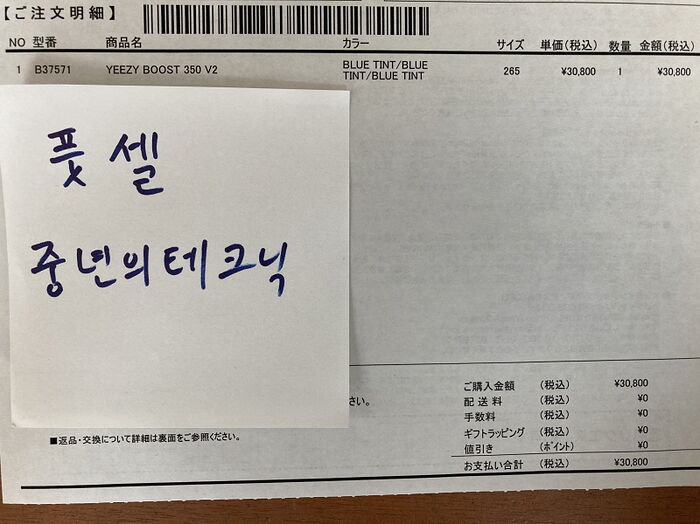 【ご注文明細】
NO 型番 商品名 カラー サイズ 単価(税込) 数量 金額(税込)
1 B37571 YEEZY BOOST 350 V2 BLUE TINT/BLUE TINT/BLUE TINT 265 ¥30,800 1 ¥30,800
풋셀
중년의테크닉
さい。
■返品・交換について詳細は裏面をご参照ください。
ご購入金額 (税込) ¥30,800
配送料 (税込) ¥0
手数料 (税込) ¥0
ギフトラッピング (税込) ¥0
値引き (ポイント) ¥0
お支払い合計 (税込) ¥30,800